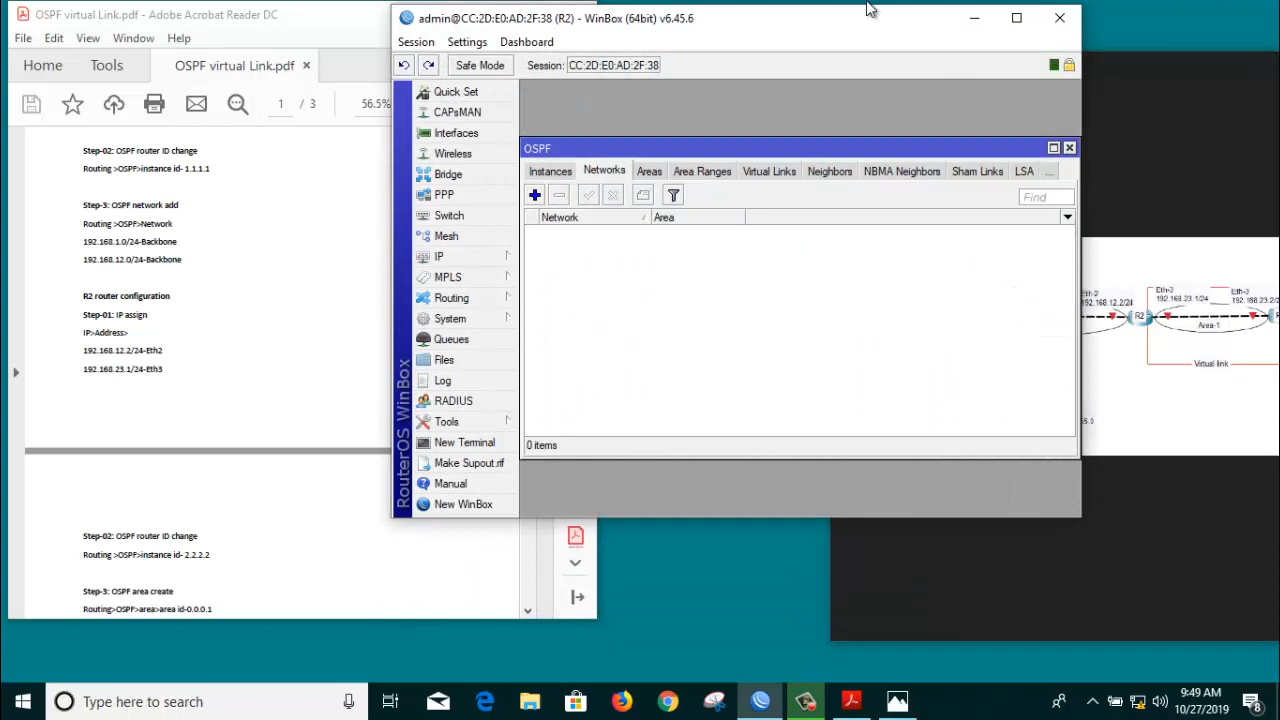 OSPF virtual Link.pdf - Adobe Acrobat Reader DC
File Edit View Window Help
Home Tools OSPF virtual Link.pdf ×
1 / 3 56.5%
Step-02: OSPF router ID change
Routing >OSPF>instance id- 1.1.1.1
Step-3: OSPF network add
Routing >OSPF>Network
192.168.1.0/24-Backbone
192.168.12.0/24-Backbone
R2 router configuration
Step-01: IP assign
IP>Address>
192.168.12.2/24-Eth2
192.168.23.1/24-Eth3
Step-02: OSPF router ID change
Routing >OSPF>instance id- 2.2.2.2
Step-3: OSPF area create
Routing>OSPF>area>area id-0.0.0.1
admin@CC:2D:E0:AD:2F:38 (R2) - WinBox (64bit) v6.45.6
Session Settings Dashboard
Safe Mode Session: CC:2D:E0:AD:2F:38
RouterOS WinBox
Quick Set
CAPsMAN
Interfaces
Wireless
Bridge
PPP
Switch
Mesh
IP
MPLS
Routing
System
Queues
Files
Log
RADIUS
Tools
New Terminal
Make Supout.rif
Manual
New WinBox
OSPF
Instances Networks Areas Area Ranges Virtual Links Neighbors NBMA Neighbors Sham Links LSA ...
Find
Network Area
0 items
Eth-2
192.168.12.2/24
R2
Eth-3
192.168.23.1/24
Eth-3
192.168.23.2/
Area-1
Virtual link
Type here to search
9:49 AM
10/27/2019
8